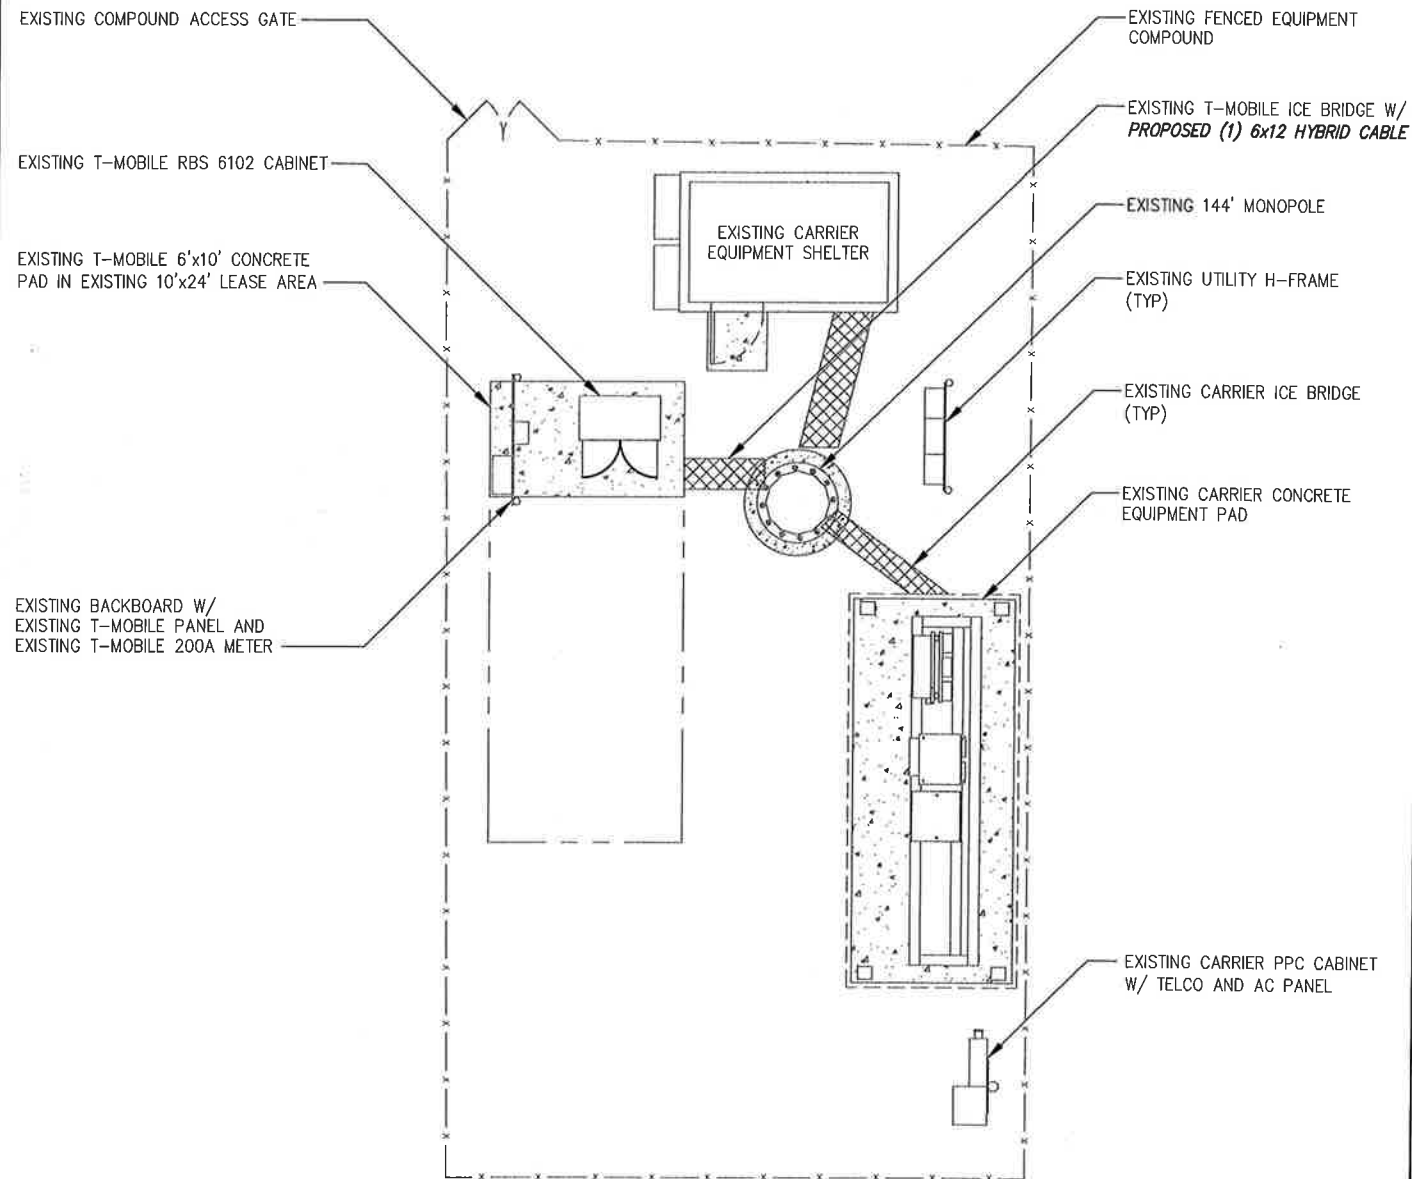 EXISTING COMPOUND ACCESS GATE
EXISTING FENCED EQUIPMENT
COMPOUND
EXISTING T-MOBILE ICE BRIDGE W/
PROPOSED (1) 6x12 HYBRID CABLE
EXISTING T-MOBILE RBS 6102 CABINET
EXISTING 144' MONOPOLE
EXISTING CARRIER
EQUIPMENT SHELTER
EXISTING T-MOBILE 6'x10' CONCRETE
PAD IN EXISTING 10'x24' LEASE AREA
EXISTING UTILITY H-FRAME
(TYP)
EXISTING CARRIER ICE BRIDGE
(TYP)
EXISTING CARRIER CONCRETE
EQUIPMENT PAD
EXISTING BACKBOARD W/
EXISTING T-MOBILE PANEL AND
EXISTING T-MOBILE 200A METER
EXISTING CARRIER PPC CABINET
W/ TELCO AND AC PANEL